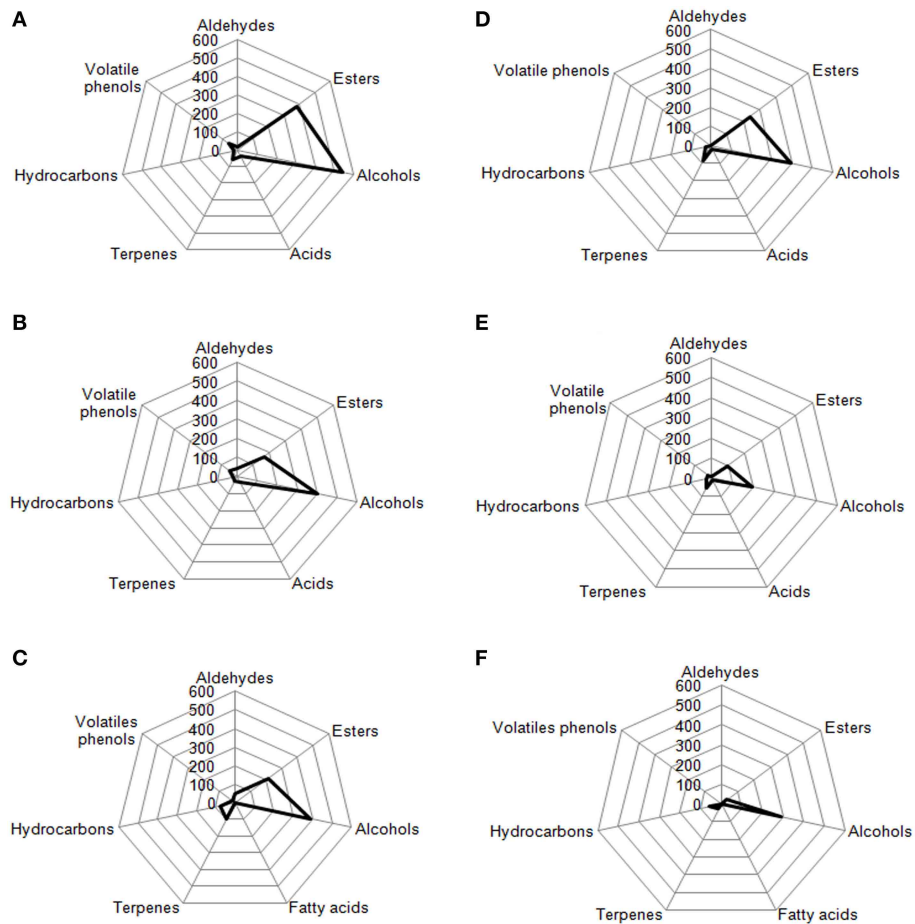 A
Aldehydes
600
500
400
300
200
100
0
Esters
Alcohols
Acids
Terpenes
Hydrocarbons
Volatile
phenols
D
Aldehydes
600
500
400
300
200
100
0
Esters
Alcohols
Acids
Terpenes
Hydrocarbons
Volatile phenols
B
Aldehydes
600
500
400
300
200
100
0
Esters
Alcohols
Acids
Terpenes
Hydrocarbons
Volatile
phenols
E
Aldehydes
600
500
400
300
200
100
0
Esters
Alcohols
Acids
Terpenes
Hydrocarbons
Volatile
phenols
C
Aldehydes
600
500
400
300
200
100
0
Esters
Alcohols
Fatty acids
Terpenes
Hydrocarbons
Volatiles
phenols
F
Aldehydes
600
500
400
300
200
100
0
Esters
Alcohols
Fatty acids
Terpenes
Hydrocarbons
Volatiles phenols